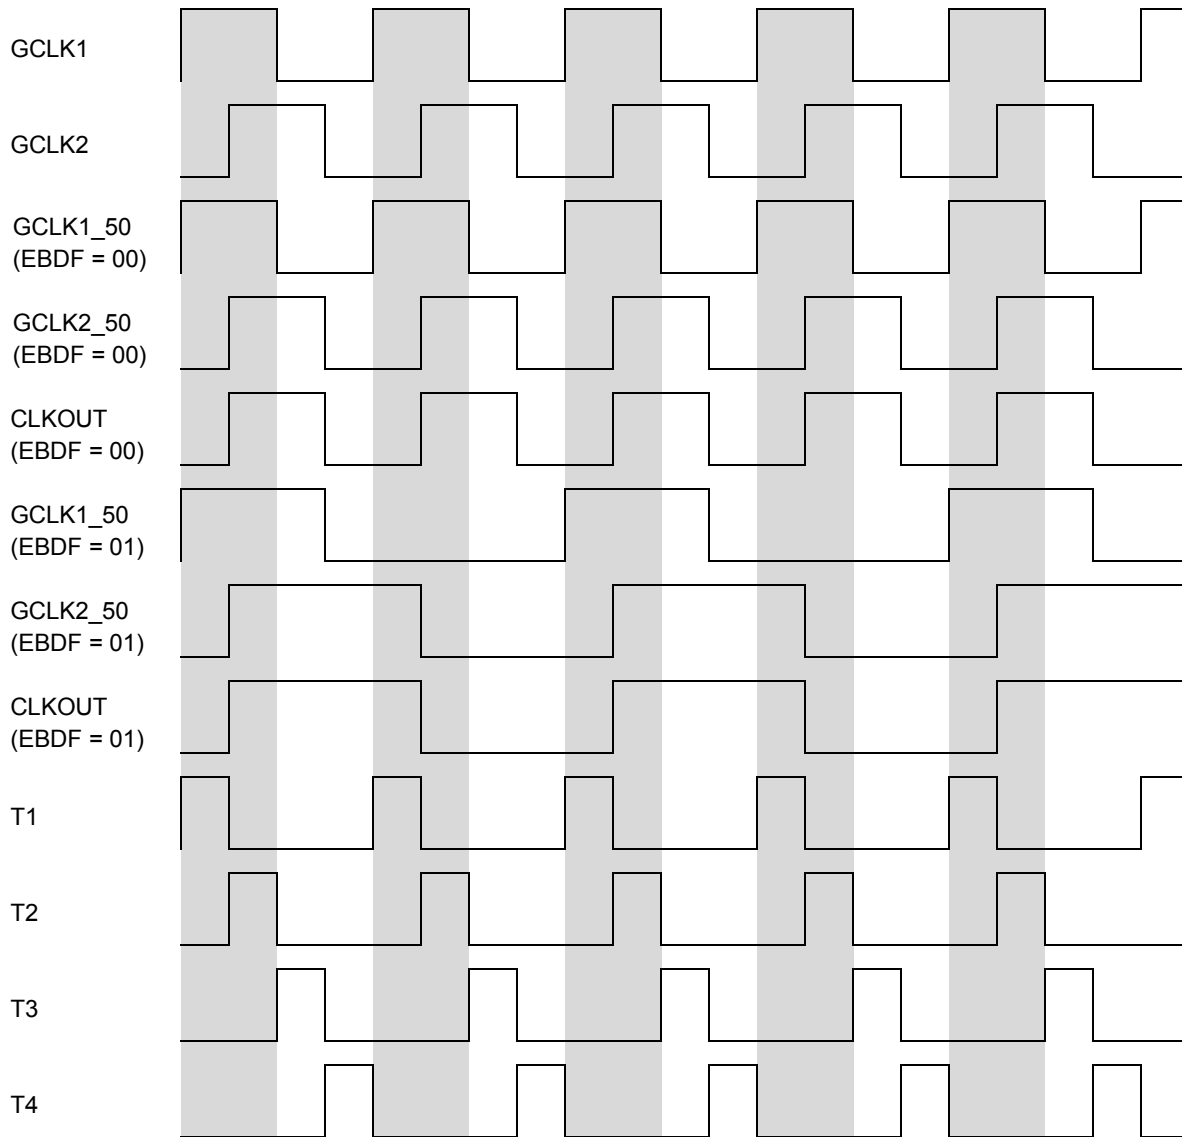 GCLK1
GCLK2
GCLK1_50
(EBDF = 00)
GCLK2_50
(EBDF = 00)
CLKOUT
(EBDF = 00)
GCLK1_50
(EBDF = 01)
GCLK2_50
(EBDF = 01)
CLKOUT
(EBDF = 01)
T1
T2
T3
T4